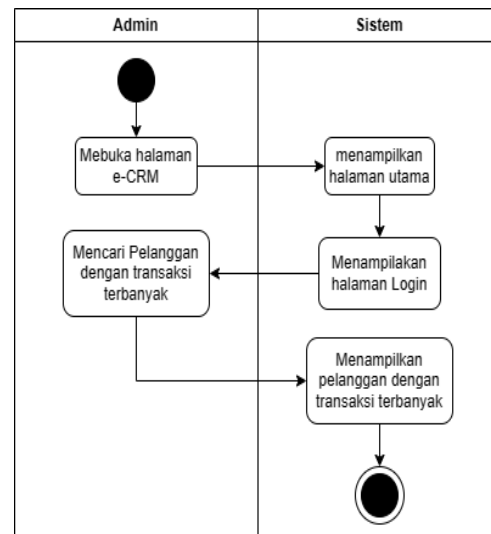 Admin
Sistem
Mebuka halaman
e-CRM
menampilkan
halaman utama
Mencari Pelanggan
dengan transaksi
terbanyak
Menampilakan
halaman Login
Menampilkan
pelanggan dengan
transaksi terbanyak